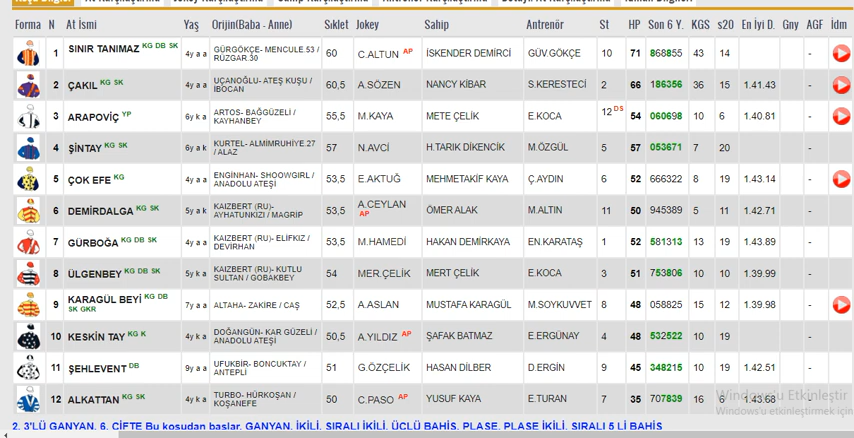 Forma N At İsmi Yaş Orijin(Baba - Anne) Sıklet Jokey Sahip Antrenör St HP Son 6 Y. KGS s20 En İyi D. Gny AGF İdm
1 SINIR TANIMAZ KG DB SK 4y a a GÜRGÖKÇE- MENCULE.53 / RÜZGAR.30 60 C.ALTUN AP İSKENDER DEMİRCİ GÜV.GÖKÇE 10 71 868855 43 14 -
2 ÇAKIL KG SK 4y a a UÇANOĞLU- ATEŞ KUŞU / İBOCAN 60,5 A.SÖZEN NANCY KİBAR S.KERESTECİ 2 66 186356 36 15 1.41.43 -
3 ARAPOVİÇ YP 6y k a ARTOS- BAĞGÜZELİ / KAYHANBEY 55,5 M.KAYA METE ÇELİK E.KOCA 12 DS 54 060698 10 6 1.40.81 -
4 ŞİNTAY KG SK 6y a k KURTEL- ALMIMRUHİYE.27 / ALAZ 57 N.AVCİ H.TARIK DİKENCİK M.ÖZGÜL 5 57 053671 7 20 -
5 ÇOK EFE KG 4y a a ENGİNHAN- SHOOWGIRL / ANADOLU ATEŞİ 53,5 E.AKTUĞ MEHMETAKİF KAYA Ç.AYDIN 6 52 666322 8 19 1.43.14 -
6 DEMİRDALGA KG SK 5y a k KAIZBERT (RU)- AYHATUNKIZI / MAGRİP 53,5 A.CEYLAN AP ÖMER ALAK M.ALTIN 11 50 945389 5 11 1.42.71 -
7 GÜRBOĞA KG DB SK 4y a a KAIZBERT (RU)- ELİFKIZ / DEVİRHAN 53,5 M.HAMEDİ HAKAN DEMİRKAYA EN.KARATAŞ 1 52 581313 13 19 1.43.89 -
8 ÜLGENBEY KG DB SK 5y k a KAIZBERT (RU)- KUTLU SULTAN / GOBAKBEY 54 MER.ÇELİK MERT ÇELİK E.KOCA 3 51 753806 10 10 1.39.99 -
9 KARAGÜL BEYİ KG DB SK GKR 7y a a ALTAHA- ZAKİRE / CAŞ 52,5 A.ASLAN MUSTAFA KARAGÜL M.SOYKUVVET 8 48 058825 15 12 1.39.98 -
10 KESKİN TAY KG K 4y k a DOĞANGÜN- KAR GÜZELİ / ANADOLU ATEŞİ 50,5 A.YILDIZ AP ŞAFAK BATMAZ E.ERGÜNAY 4 48 532522 10 19 -
11 ŞEHLEVENT DB 9y a a UFUKBİR- BONCUKTAY / ANTEPLİ 51 G.ÖZÇELİK HASAN DİLBER D.ERGİN 9 45 348215 10 19 1.42.51 -
12 ALKATTAN KG SK 4y k a TURBO- HÜRKOŞAN / KOŞANEFE 50 C.PASO AP YUSUF KAYA E.TURAN 7 35 707839 16 6 1.43.68 -
Windows'u Etkinleştir
Windows'u etkinleştirmek için
2. 3'LÜ GANYAN, 6. ÇİFTE Bu koşudan başlar. GANYAN, İKİLİ, SIRALI İKİLİ, ÜÇLÜ BAHİS, PLASE, PLASE İKİLİ, SIRALI 5 Lİ BAHİS